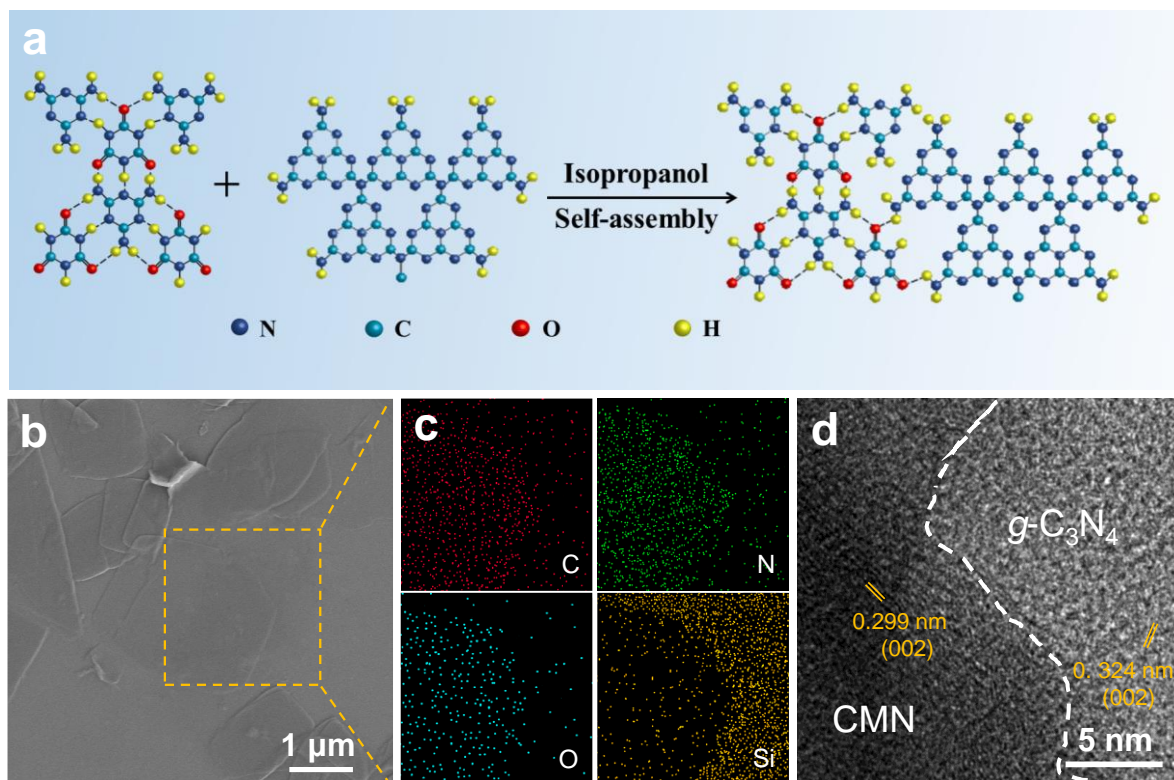 a
+
Isopropanol
Self-assembly
N
C
O
H
b
1 μm
c
C
N
O
Si
d
g-C₃N₄
0.299 nm
(002)
0. 324 nm
(002)
CMN
5 nm